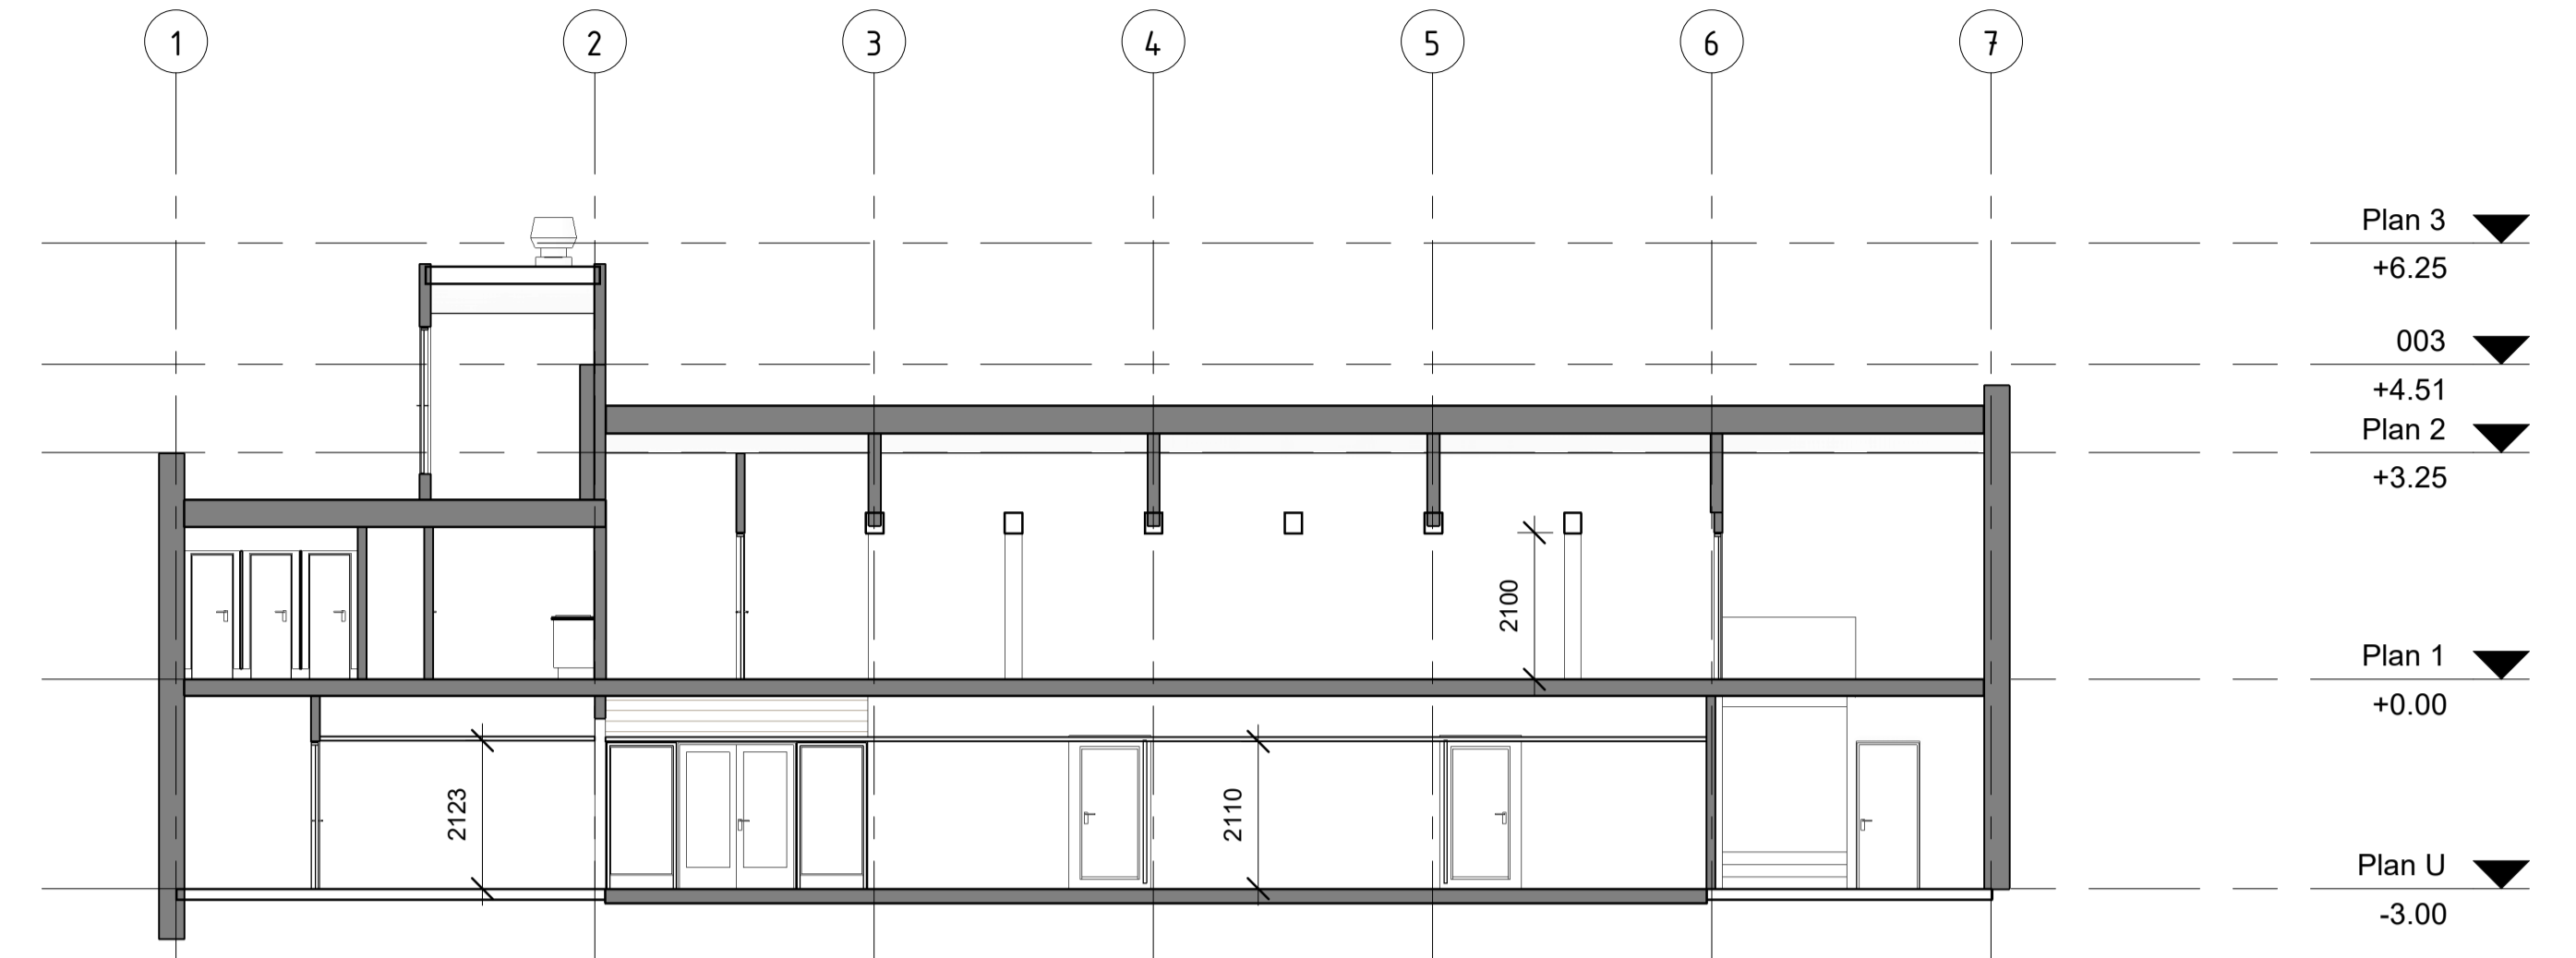 1 2 3 4 5 6 7
Plan 3
+6.25
003
+4.51
Plan 2
+3.25
2100
Plan 1
+0.00
2123
2110
Plan U
-3.00